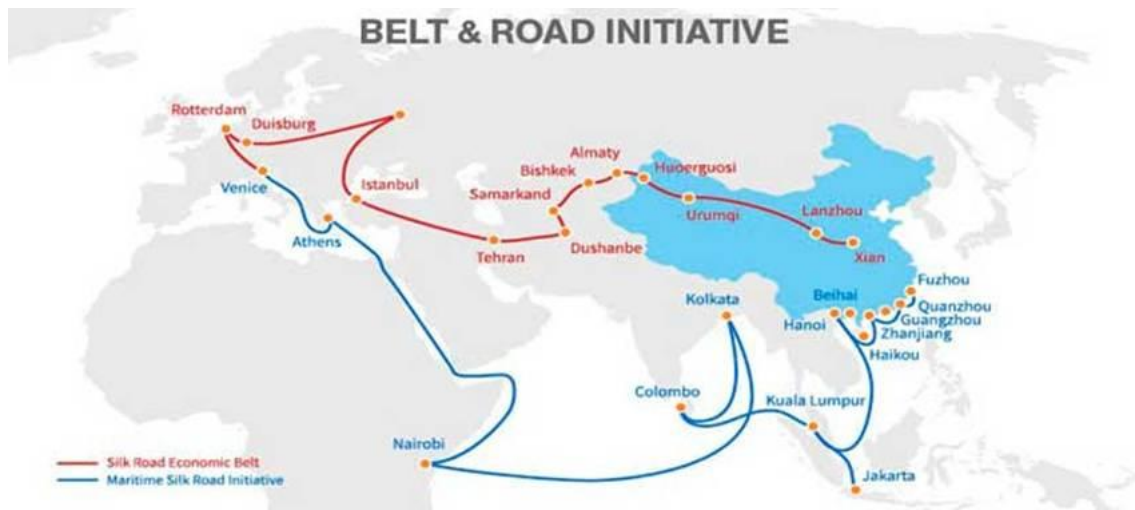 BELT & ROAD INITIATIVE
Rotterdam
Duisburg
Venice
Istanbul
Athens
Almaty
Bishkek
Huoerguosi
Samarkand
Urumqi
Lanzhou
Tehran
Dushanbe
Xian
Fuzhou
Kolkata
Beihai
Quanzhou
Hanoi
Guangzhou
Zhanjiang
Haikou
Colombo
Kuala Lumpur
Nairobi
Silk Road Economic Belt
Maritime Silk Road Initiative
Jakarta